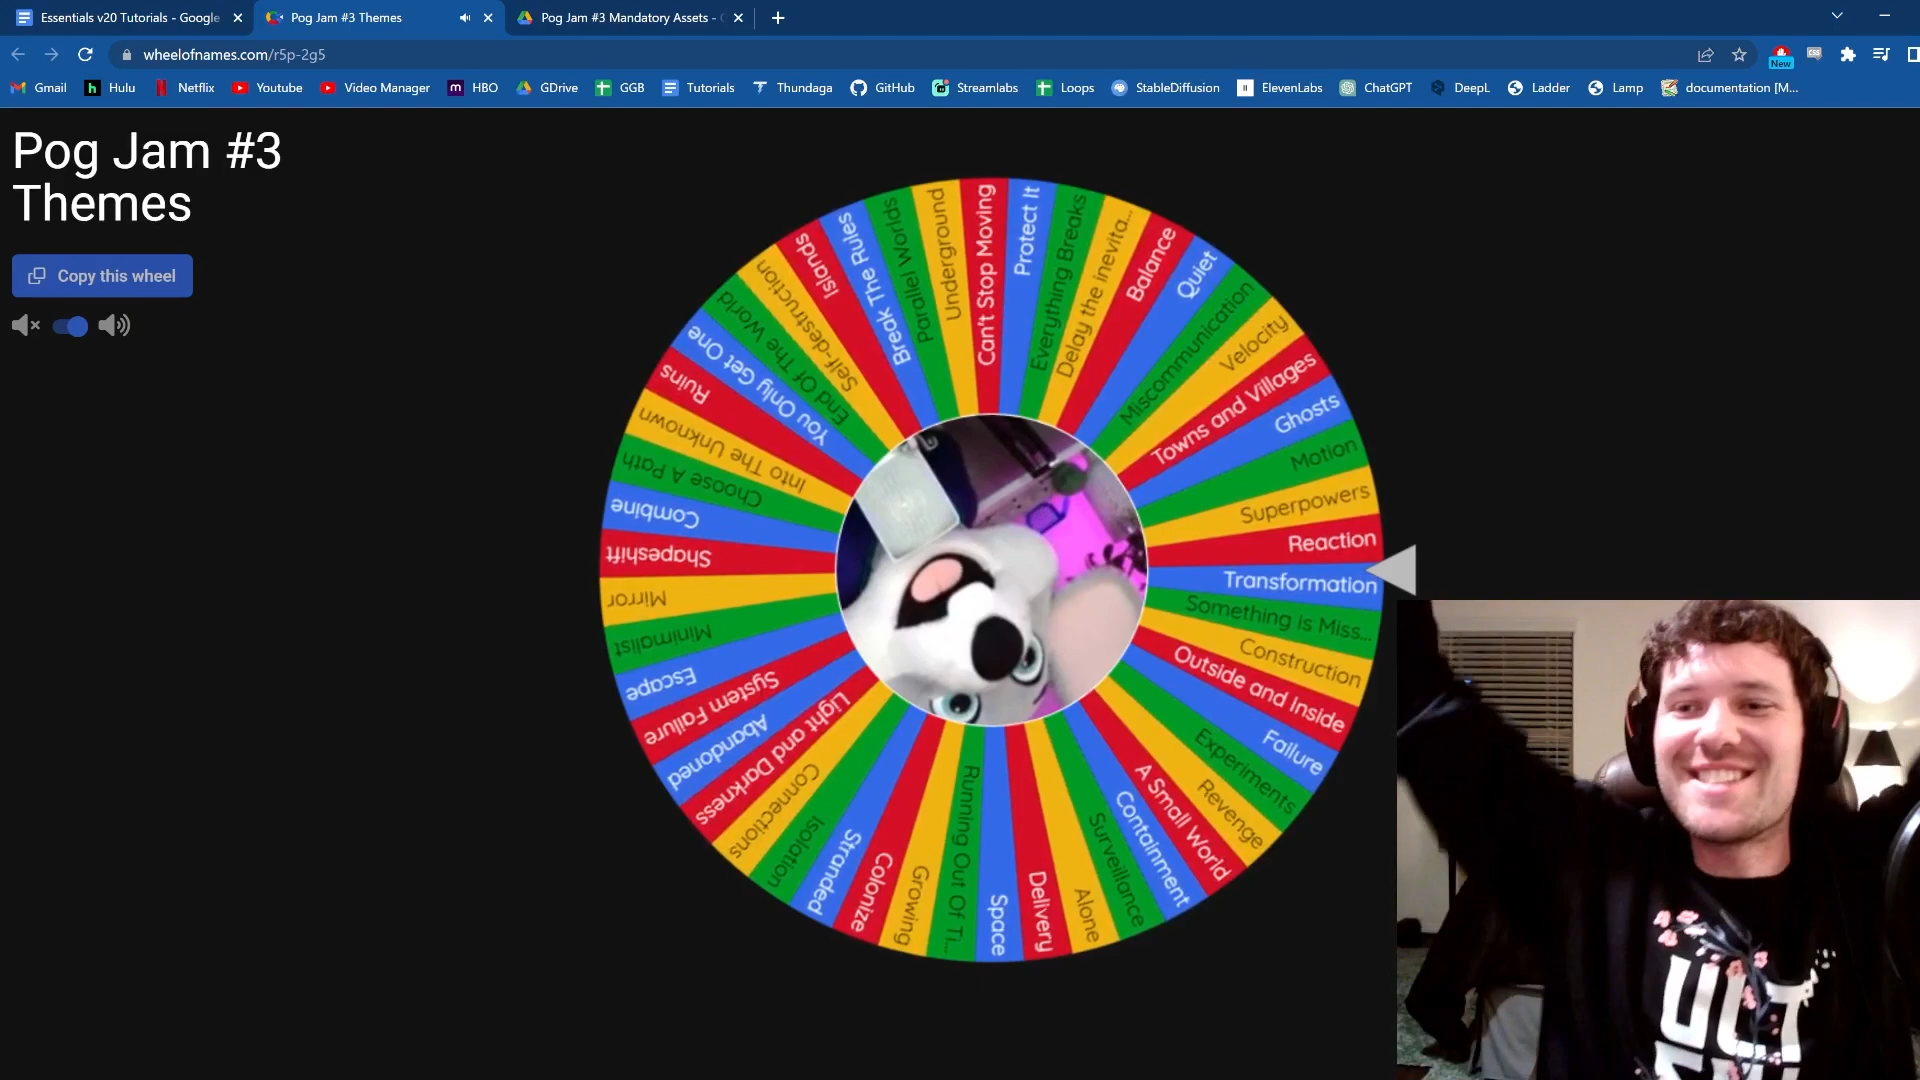 Essentials v20 Tutorials - Google
Pog Jam #3 Themes
Pog Jam #3 Mandatory Assets -
wheelofnames.com/r5p-2g5
New
CSS
Gmail
Hulu
Netflix
Youtube
Video Manager
HBO
GDrive
GGB
Tutorials
Thundaga
GitHub
Streamlabs
Loops
StableDiffusion
ElevenLabs
ChatGPT
DeepL
Ladder
Lamp
documentation [M...
Pog Jam #3
Themes
Copy this wheel
Can't Stop Moving
Protect It
Everything Breaks
Delay the inevita...
Balance
Quiet
Miscommunication
Velocity
Towns and Villages
Ghosts
Motion
Superpowers
Reaction
Transformation
Something is Miss...
Construction
Outside and Inside
Failure
Experiments
Revenge
A Small World
Containment
Surveillance
Alone
Delivery
Space
Running Out Of Ti...
Growing
Colonize
Stranded
Isolation
Connections
Light and Darkness
Abandoned
System Failure
Escape
Minimalist
Mirror
Shapeshift
Combine
Choose A Path
Into The Unknown
Ruins
You Only Get One
End Of The World
Self-destruction
Islands
Break The Rules
Parallel Worlds
Underground